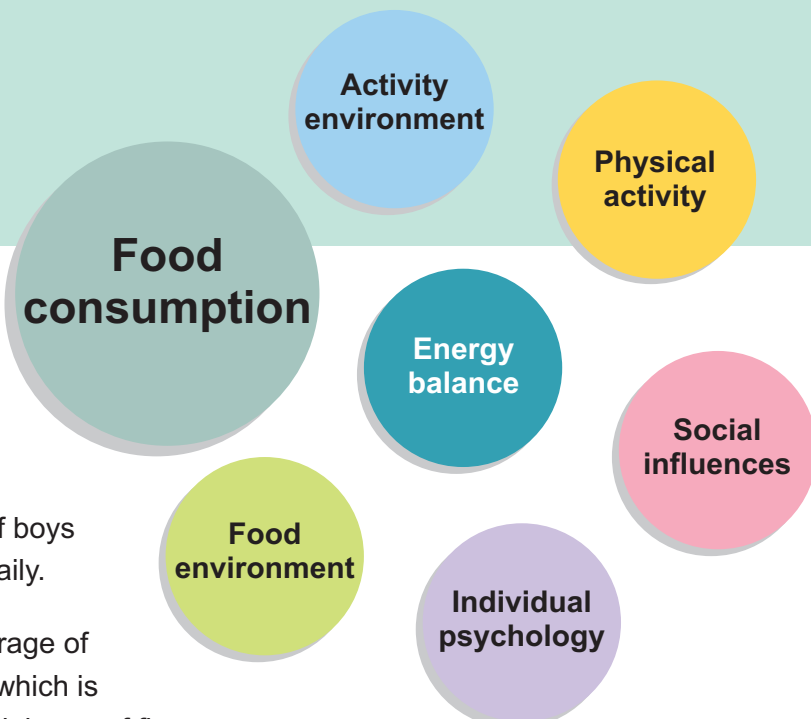 Activity
environment
Physical
activity
Food
consumption
Energy
balance
Social
influences
Food
environment
Individual
psychology
f boys
aily.
rage of
which is